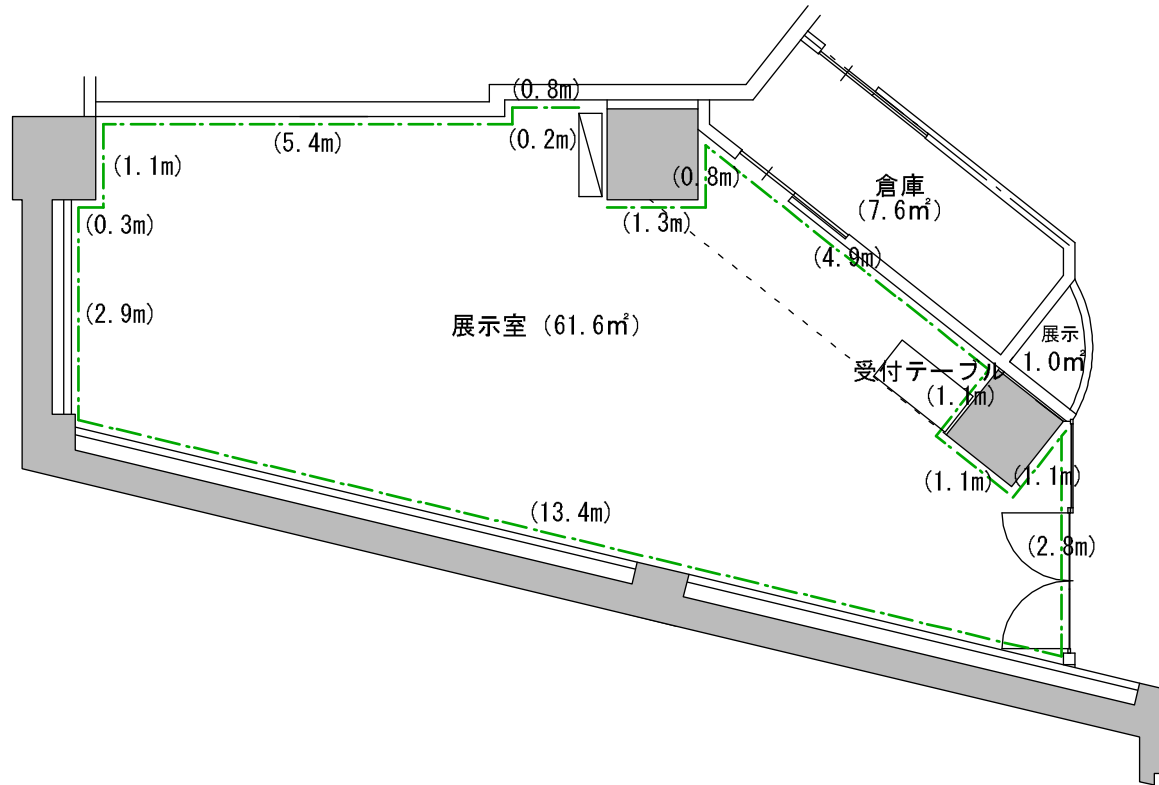 (0.8m)
(5.4m)
(0.2m)
(1.1m)
(0.8m)
倉庫
(7.6㎡)
(0.3m)
(1.3m)
(4.9m)
(2.9m)
展示室 (61.6㎡)
展示
1.0㎡
受付テーブル
(1.1m)
(1.1m)
(1.1m)
(13.4m)
(2.8m)